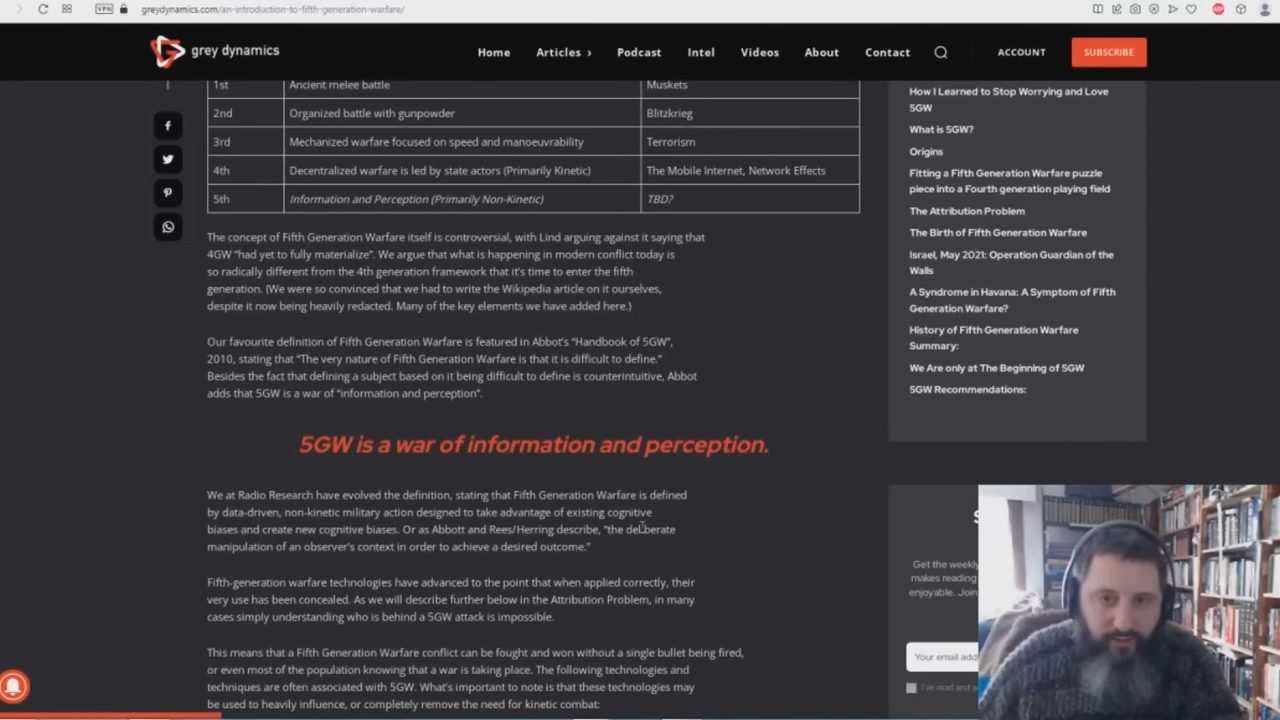 VPN
greydynamics.com/an-introduction-to-fifth-generation-warfare/
ABP
grey dynamics
Home
Articles ›
Podcast
Intel
Videos
About
Contact
ACCOUNT
SUBSCRIBE
1st Ancient melee battle Muskets
2nd Organized battle with gunpowder Blitzkrieg
3rd Mechanized warfare focused on speed and manoeuvrability Terrorism
4th Decentralized warfare is led by state actors (Primarily Kinetic) The Mobile Internet, Network Effects
5th Information and Perception (Primarily Non-Kinetic) TBD?
The concept of Fifth Generation Warfare itself is controversial, with Lind arguing against it saying that
4GW “had yet to fully materialize”. We argue that what is happening in modern conflict today is
so radically different from the 4th generation framework that it’s time to enter the fifth
generation. (We were so convinced that we had to write the Wikipedia article on it ourselves,
despite it now being heavily redacted. Many of the key elements we have added here.)
Our favourite definition of Fifth Generation Warfare is featured in Abbot’s “Handbook of 5GW”,
2010, stating that “The very nature of Fifth Generation Warfare is that it is difficult to define.”
Besides the fact that defining a subject based on it being difficult to define is counterintuitive, Abbot
adds that 5GW is a war of “information and perception”.
5GW is a war of information and perception.
We at Radio Research have evolved the definition, stating that Fifth Generation Warfare is defined
by data-driven, non-kinetic military action designed to take advantage of existing cognitive
biases and create new cognitive biases. Or as Abbott and Rees/Herring describe, “the deliberate
manipulation of an observer’s context in order to achieve a desired outcome.”
Fifth-generation warfare technologies have advanced to the point that when applied correctly, their
very use has been concealed. As we will describe further below in the Attribution Problem, in many
cases simply understanding who is behind a 5GW attack is impossible.
This means that a Fifth Generation Warfare conflict can be fought and won without a single bullet being fired,
or even most of the population knowing that a war is taking place. The following technologies and
techniques are often associated with 5GW. What’s important to note is that these technologies may
be used to heavily influence, or completely remove the need for kinetic combat:
How I Learned to Stop Worrying and Love
5GW
What is 5GW?
Origins
Fitting a Fifth Generation Warfare puzzle
piece into a Fourth generation playing field
The Attribution Problem
The Birth of Fifth Generation Warfare
Israel, May 2021: Operation Guardian of the
Walls
A Syndrome in Havana: A Symptom of Fifth
Generation Warfare?
History of Fifth Generation Warfare
Summary:
We Are only at The Beginning of 5GW
5GW Recommendations:
Get the weekly
makes reading
enjoyable. Join
Your email add
I've read and a